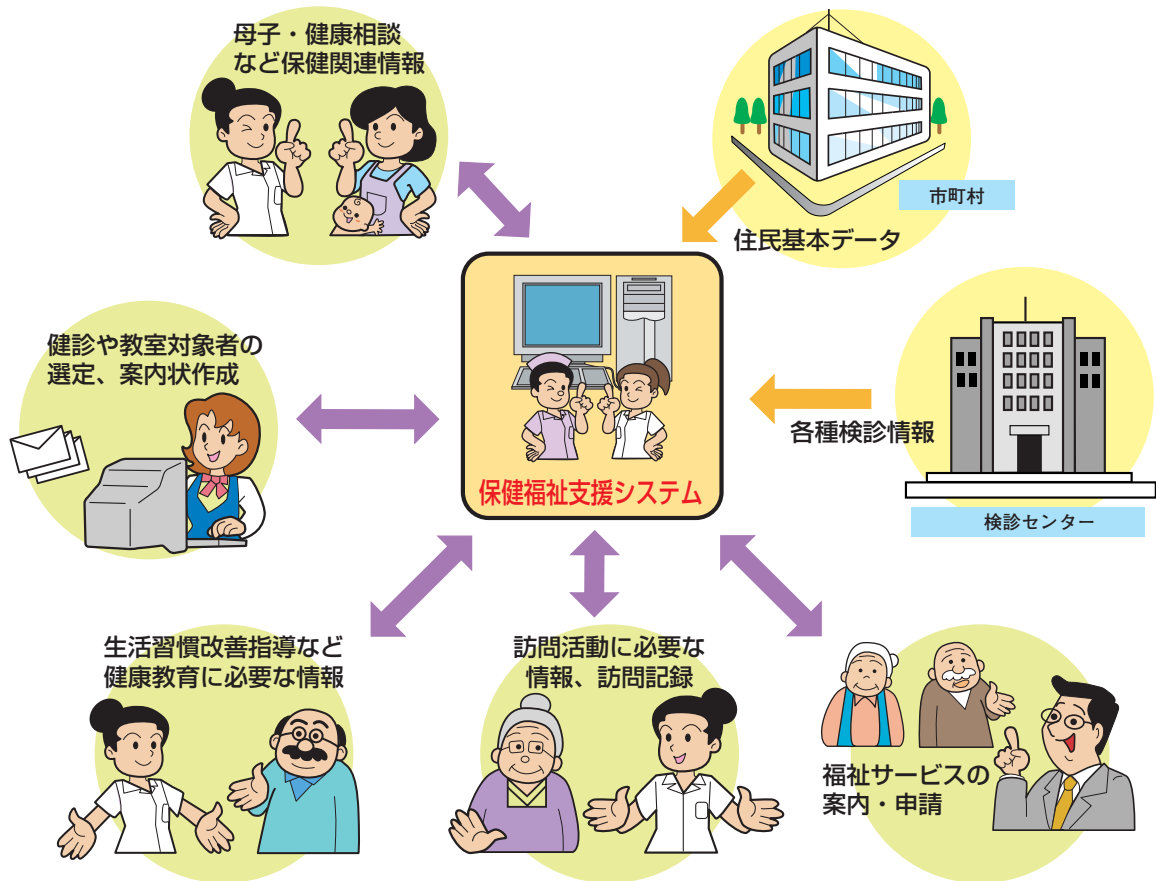 母子・健康相談
など保健関連情報
市町村
住民基本データ
健診や教室対象者の
選定、案内状作成
各種検診情報
保健福祉支援システム
検診センター
生活習慣改善指導など
健康教育に必要な情報
訪問活動に必要な
情報、訪問記録
福祉サービスの
案内・申請